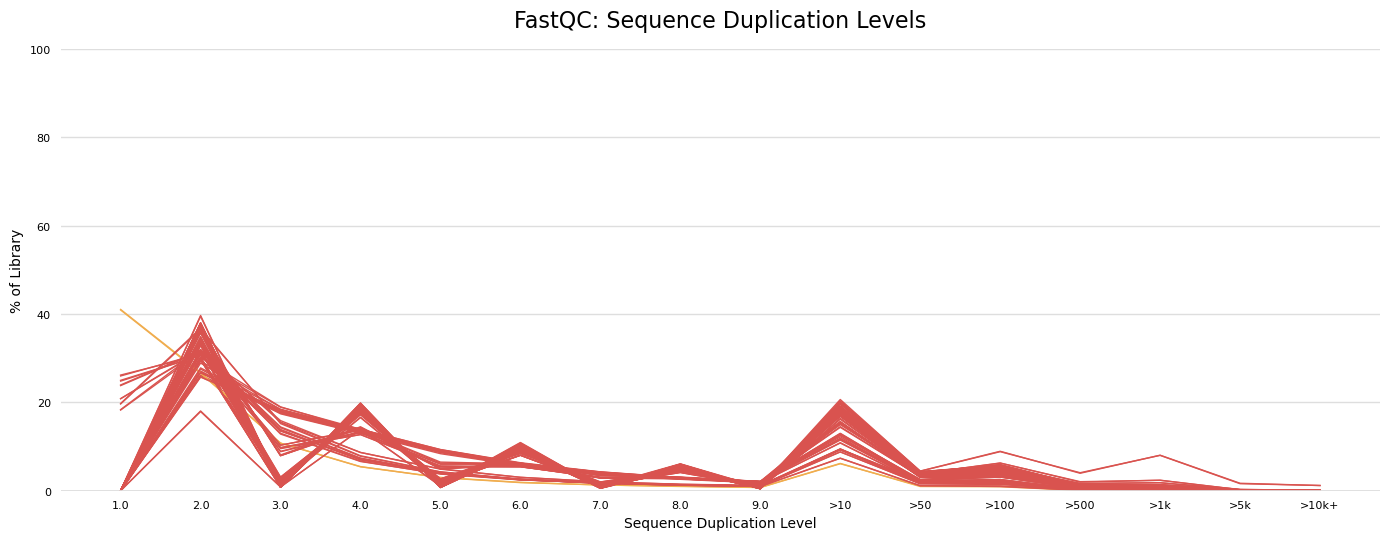 FastQC: Sequence Duplication Levels
100
80
60
40
20
0
% of Library
1.0 2.0 3.0 4.0 5.0 6.0 7.0 8.0 9.0 >10 >50 >100 >500 >1k >5k >10k+
Sequence Duplication Level